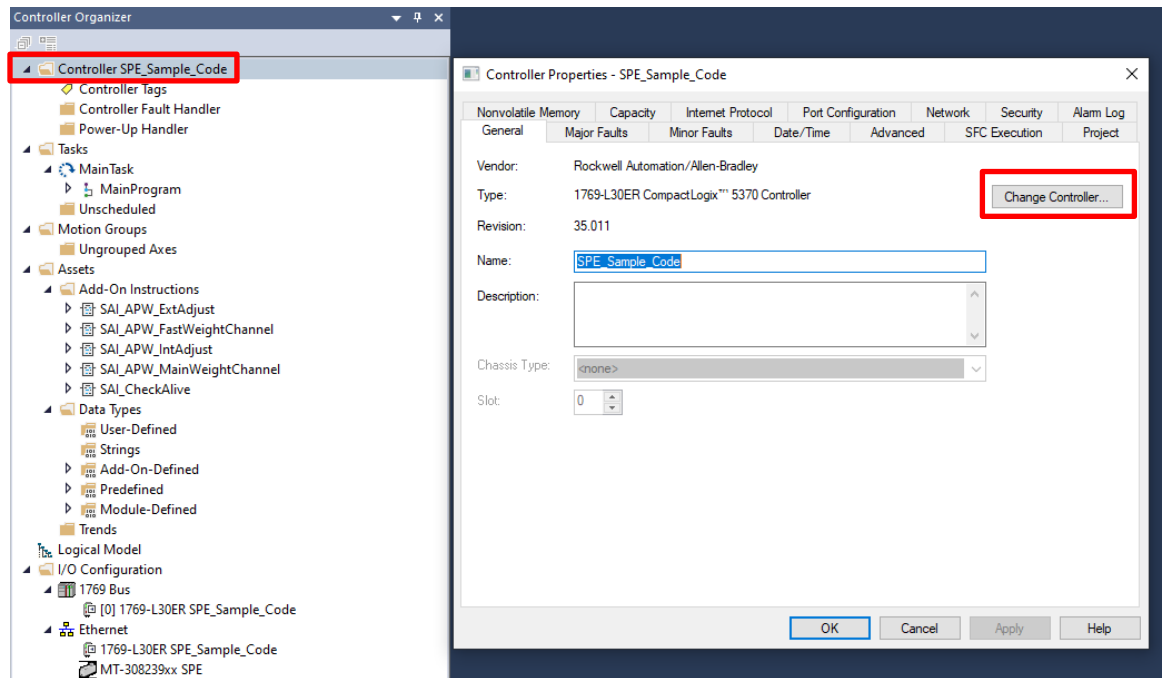 Controller Organizer
Controller SPE_Sample_Code
Controller Tags
Controller Fault Handler
Power-Up Handler
Tasks
MainTask
MainProgram
Unscheduled
Motion Groups
Ungrouped Axes
Assets
Add-On Instructions
SAI_APW_ExtAdjust
SAI_APW_FastWeightChannel
SAI_APW_IntAdjust
SAI_APW_MainWeightChannel
SAI_CheckAlive
Data Types
User-Defined
Strings
Add-On-Defined
Predefined
Module-Defined
Trends
Logical Model
I/O Configuration
1769 Bus
[0] 1769-L30ER SPE_Sample_Code
Ethernet
1769-L30ER SPE_Sample_Code
MT-308239xx SPE
Controller Properties - SPE_Sample_Code
Nonvolatile Memory Capacity Internet Protocol Port Configuration Network Security Alarm Log
General Major Faults Minor Faults Date/Time Advanced SFC Execution Project
Vendor: Rockwell Automation/Allen-Bradley
Type: 1769-L30ER CompactLogix™ 5370 Controller Change Controller...
Revision: 35.011
Name: SPE_Sample_Code
Description:
Chassis Type: <none>
Slot: 0
OK Cancel Apply Help